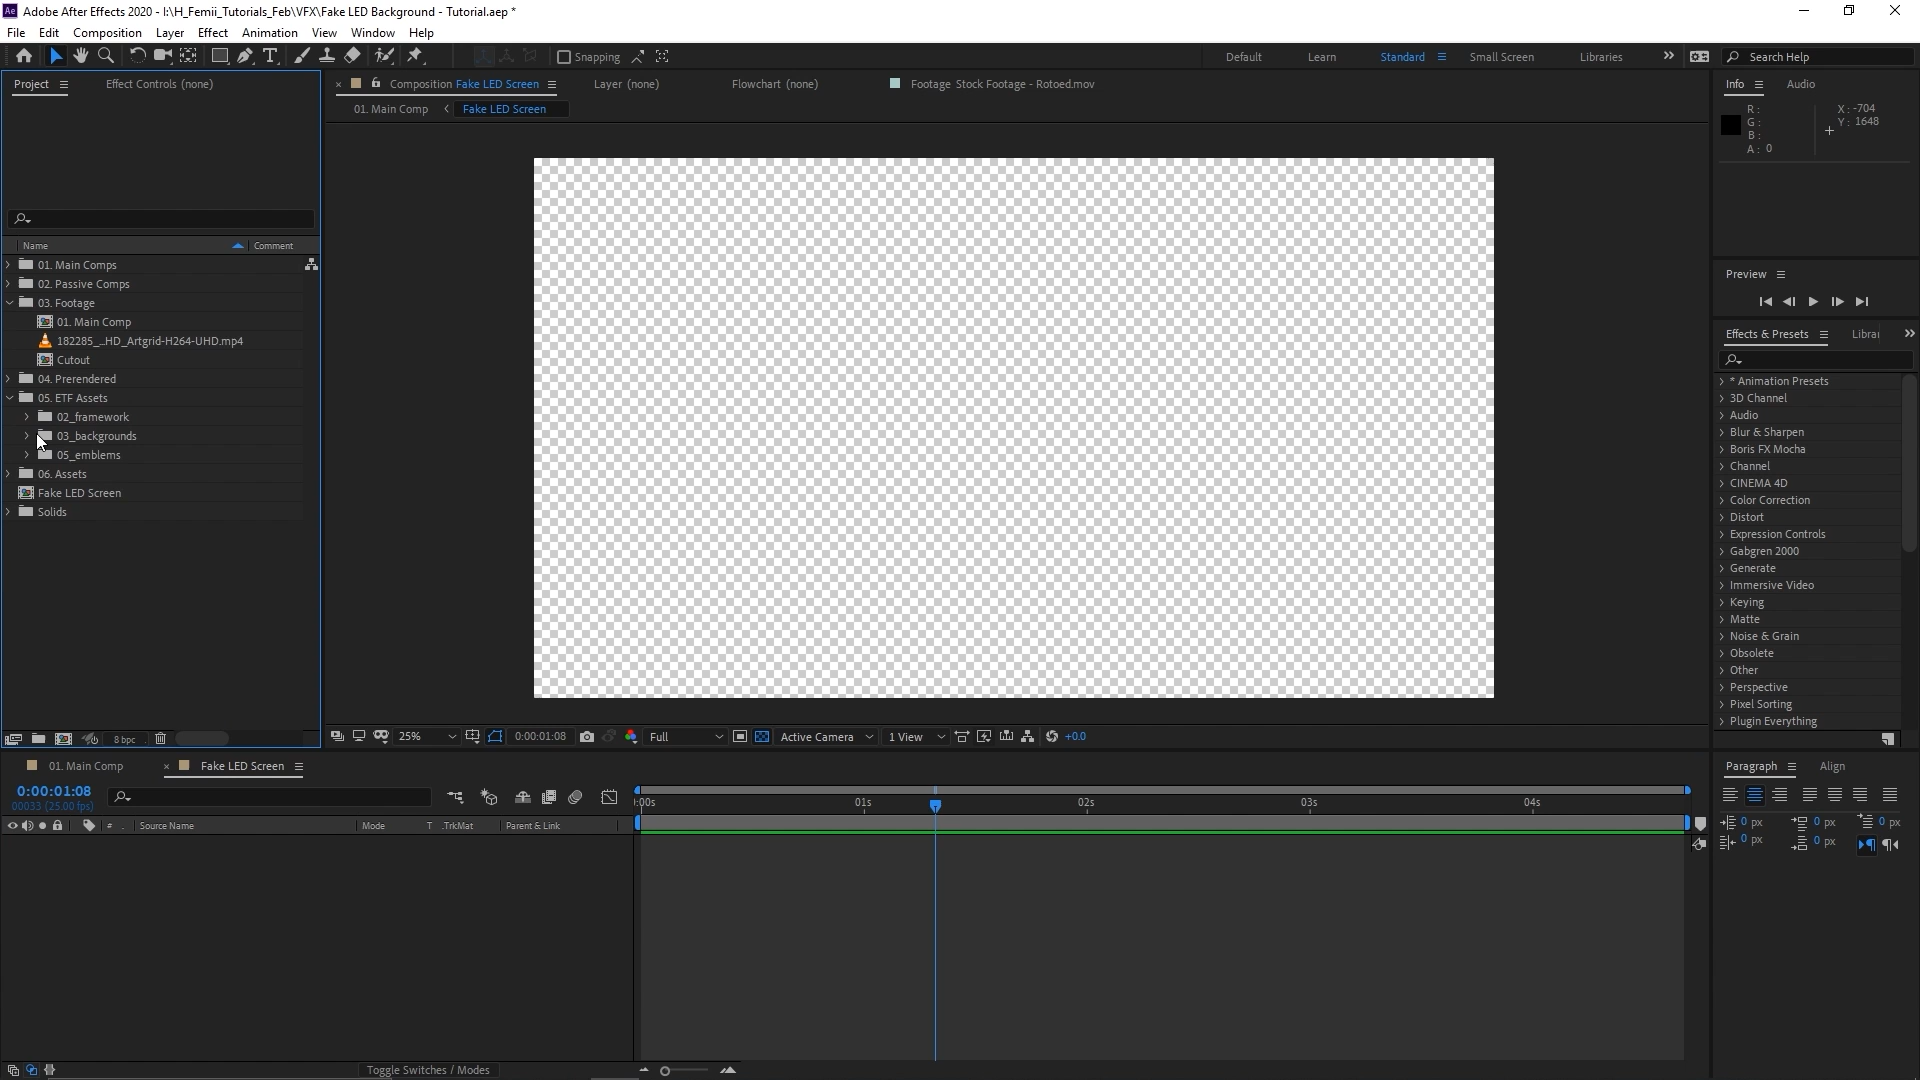 Ae Adobe After Effects 2020 - I:\H_Femii_Tutorials_Feb\VFX\Fake LED Background - Tutorial.aep *
File Edit Composition Layer Effect Animation View Window Help
Snapping Default Learn Standard Small Screen Libraries Search Help
Project Effect Controls (none) Composition Fake LED Screen Layer (none) Flowchart (none) Footage Stock Footage - Rotoed.mov Info Audio
01. Main Comp Fake LED Screen
R: X: -704
G: Y: 1648
B:
A: 0
Name Comment
01. Main Comps
02. Passive Comps
03. Footage
01. Main Comp
182285_...HD_Artgrid-H264-UHD.mp4
Cutout
04. Prerendered
05. ETF Assets
02_framework
03_backgrounds
05_emblems
06. Assets
Fake LED Screen
Solids
8 bpc
25% 0:00:01:08 Full Active Camera 1 View +0.0
Preview
Effects & Presets Librar
* Animation Presets
3D Channel
Audio
Blur & Sharpen
Boris FX Mocha
Channel
CINEMA 4D
Color Correction
Distort
Expression Controls
Gabgren 2000
Generate
Immersive Video
Keying
Matte
Noise & Grain
Obsolete
Other
Perspective
Pixel Sorting
Plugin Everything
01. Main Comp Fake LED Screen
0:00:01:08
00033 (25.00 fps)
:00s 01s 02s 03s 04s
# Source Name Mode T .TrkMat Parent & Link
Toggle Switches / Modes
Paragraph Align
0 px 0 px 0 px
0 px 0 px